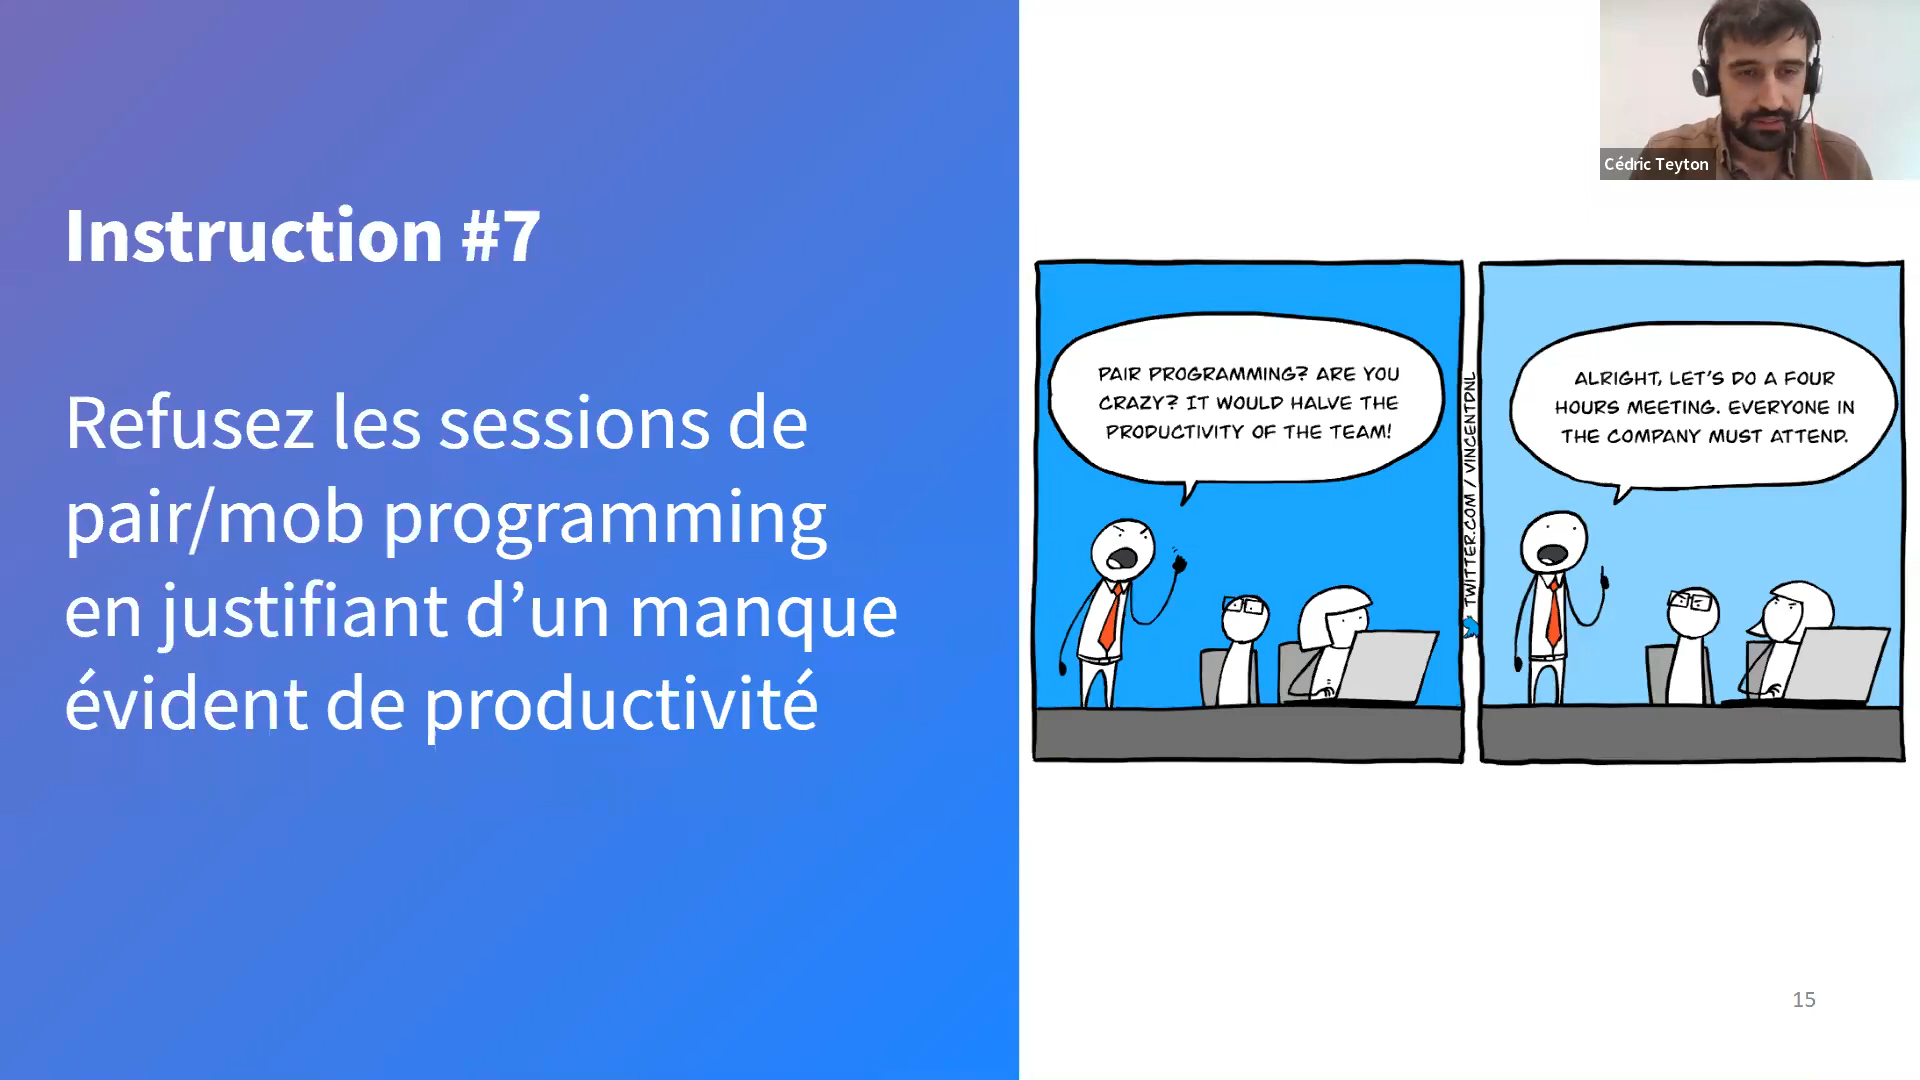 Instruction #7
Refusez les sessions de
pair/mob programming
en justifiant d’un manque
évident de productivité
PAIR PROGRAMMING? ARE YOU
CRAZY? IT WOULD HALVE THE
PRODUCTIVITY OF THE TEAM!
TWITTER.COM / VINCENTDNL
ALRIGHT, LET'S DO A FOUR
HOURS MEETING. EVERYONE IN
THE COMPANY MUST ATTEND.
Cédric Teyton
15